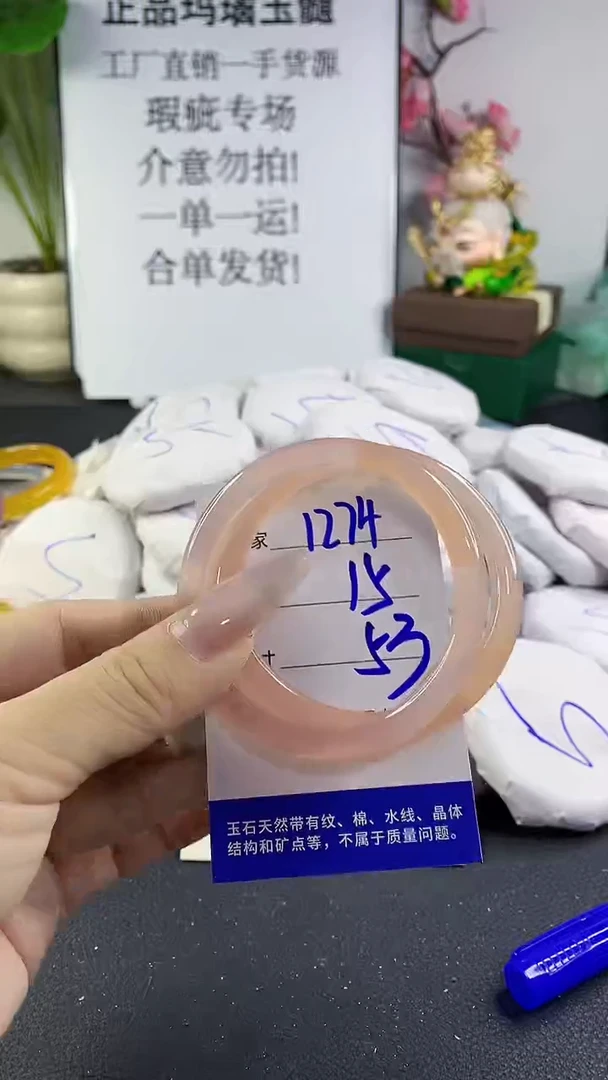 正品玛瑙玉髓
工厂直销一手货源
瑕疵专场
介意勿拍!
一单一运!
合单发货!
家 1274
15
53
玉石天然带有纹、棉、水线、晶体
结构和矿点等，不属于质量问题。